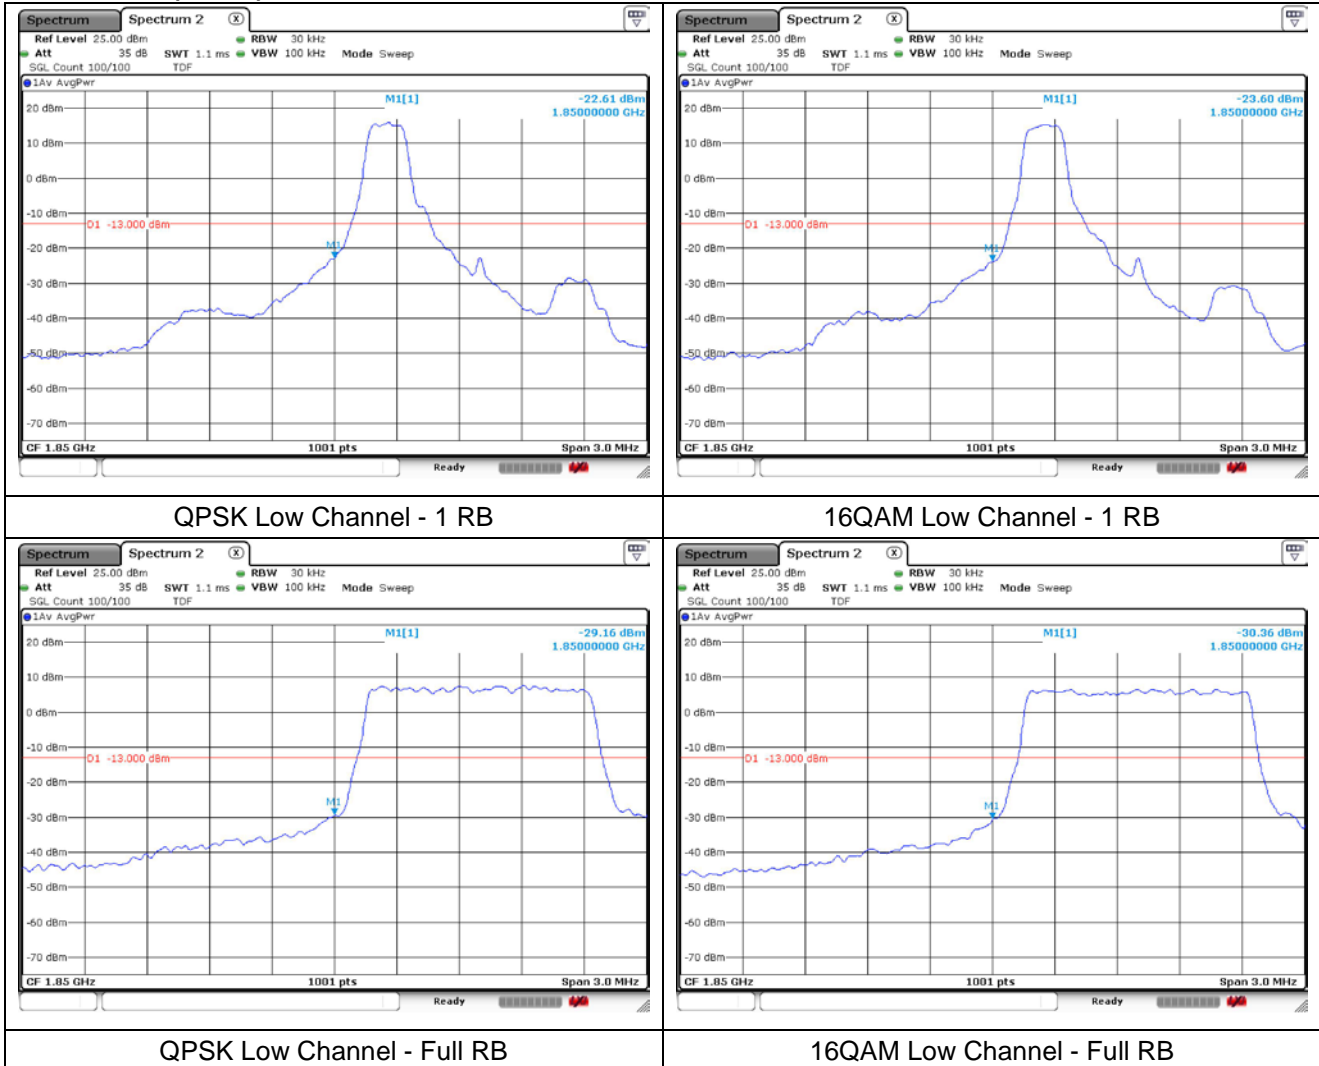 Spectrum Spectrum 2 X
Ref Level 25.00 dBm RBW 30 kHz
Att 35 dB SWT 1.1 ms VBW 100 kHz Mode Sweep
SGL Count 100/100 TDF
1Av AvgPwr
M1[1] -22.61 dBm
1.85000000 GHz
20 dBm
10 dBm
0 dBm
-10 dBm
D1 -13.000 dBm
M1
-20 dBm
-30 dBm
-40 dBm
-50 dBm
-60 dBm
-70 dBm
CF 1.85 GHz 1001 pts Span 3.0 MHz
Ready
QPSK Low Channel - 1 RB
Spectrum Spectrum 2 X
Ref Level 25.00 dBm RBW 30 kHz
Att 35 dB SWT 1.1 ms VBW 100 kHz Mode Sweep
SGL Count 100/100 TDF
1Av AvgPwr
M1[1] -23.60 dBm
1.85000000 GHz
20 dBm
10 dBm
0 dBm
-10 dBm
D1 -13.000 dBm
M1
-20 dBm
-30 dBm
-40 dBm
-50 dBm
-60 dBm
-70 dBm
CF 1.85 GHz 1001 pts Span 3.0 MHz
Ready
16QAM Low Channel - 1 RB
Spectrum Spectrum 2 X
Ref Level 25.00 dBm RBW 30 kHz
Att 35 dB SWT 1.1 ms VBW 100 kHz Mode Sweep
SGL Count 100/100 TDF
1Av AvgPwr
M1[1] -29.16 dBm
1.85000000 GHz
20 dBm
10 dBm
0 dBm
-10 dBm
D1 -13.000 dBm
-20 dBm
M1
-30 dBm
-40 dBm
-50 dBm
-60 dBm
-70 dBm
CF 1.85 GHz 1001 pts Span 3.0 MHz
Ready
QPSK Low Channel - Full RB
Spectrum Spectrum 2 X
Ref Level 25.00 dBm RBW 30 kHz
Att 35 dB SWT 1.1 ms VBW 100 kHz Mode Sweep
SGL Count 100/100 TDF
1Av AvgPwr
M1[1] -30.36 dBm
1.85000000 GHz
20 dBm
10 dBm
0 dBm
-10 dBm
D1 -13.000 dBm
-20 dBm
M1
-30 dBm
-40 dBm
-50 dBm
-60 dBm
-70 dBm
CF 1.85 GHz 1001 pts Span 3.0 MHz
Ready
16QAM Low Channel - Full RB